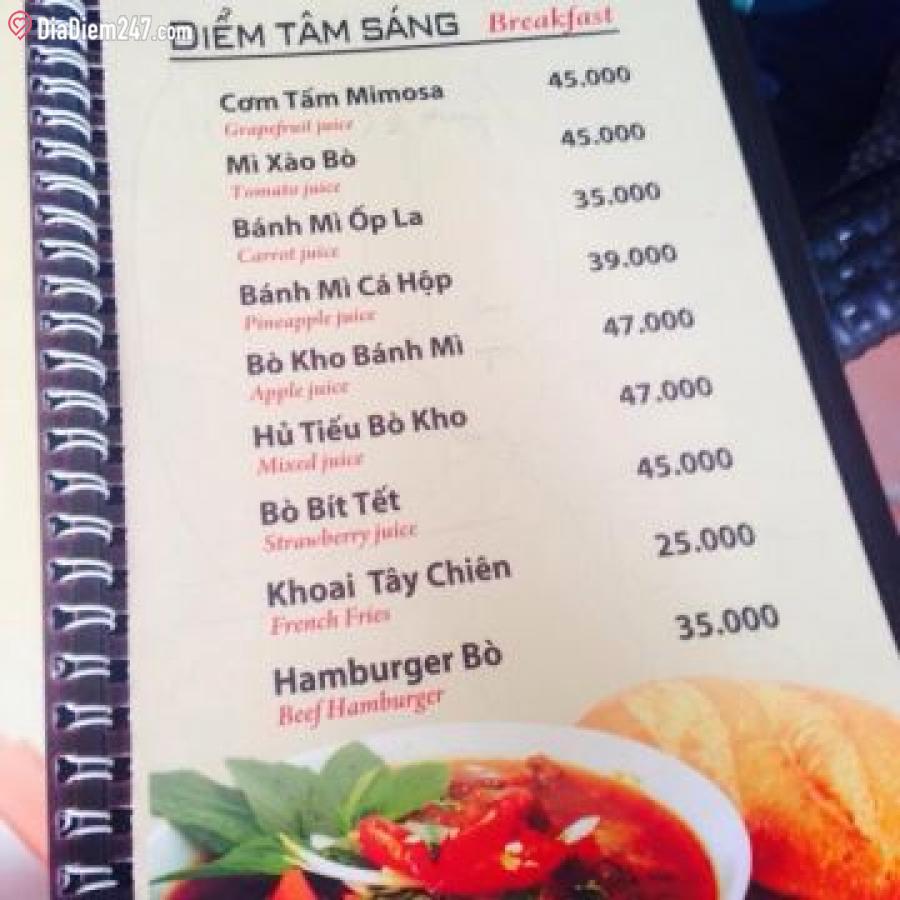 DiaDiem247.com
ĐIỂM TÂM SÁNG Breakfast
Cơm Tấm Mimosa 45.000
Grapefruit juice
Mì Xào Bò 45.000
Tomato juice
Bánh Mì Ốp La 35.000
Carrot juice
Bánh Mì Cá Hộp 39.000
Pineapple juice
Bò Kho Bánh Mì 47.000
Apple juice
Hủ Tiếu Bò Kho 47.000
Mixed juice
Bò Bít Tết 45.000
Strawberry juice
Khoai Tây Chiên 25.000
French Fries
Hamburger Bò 35.000
Beef Hamburger